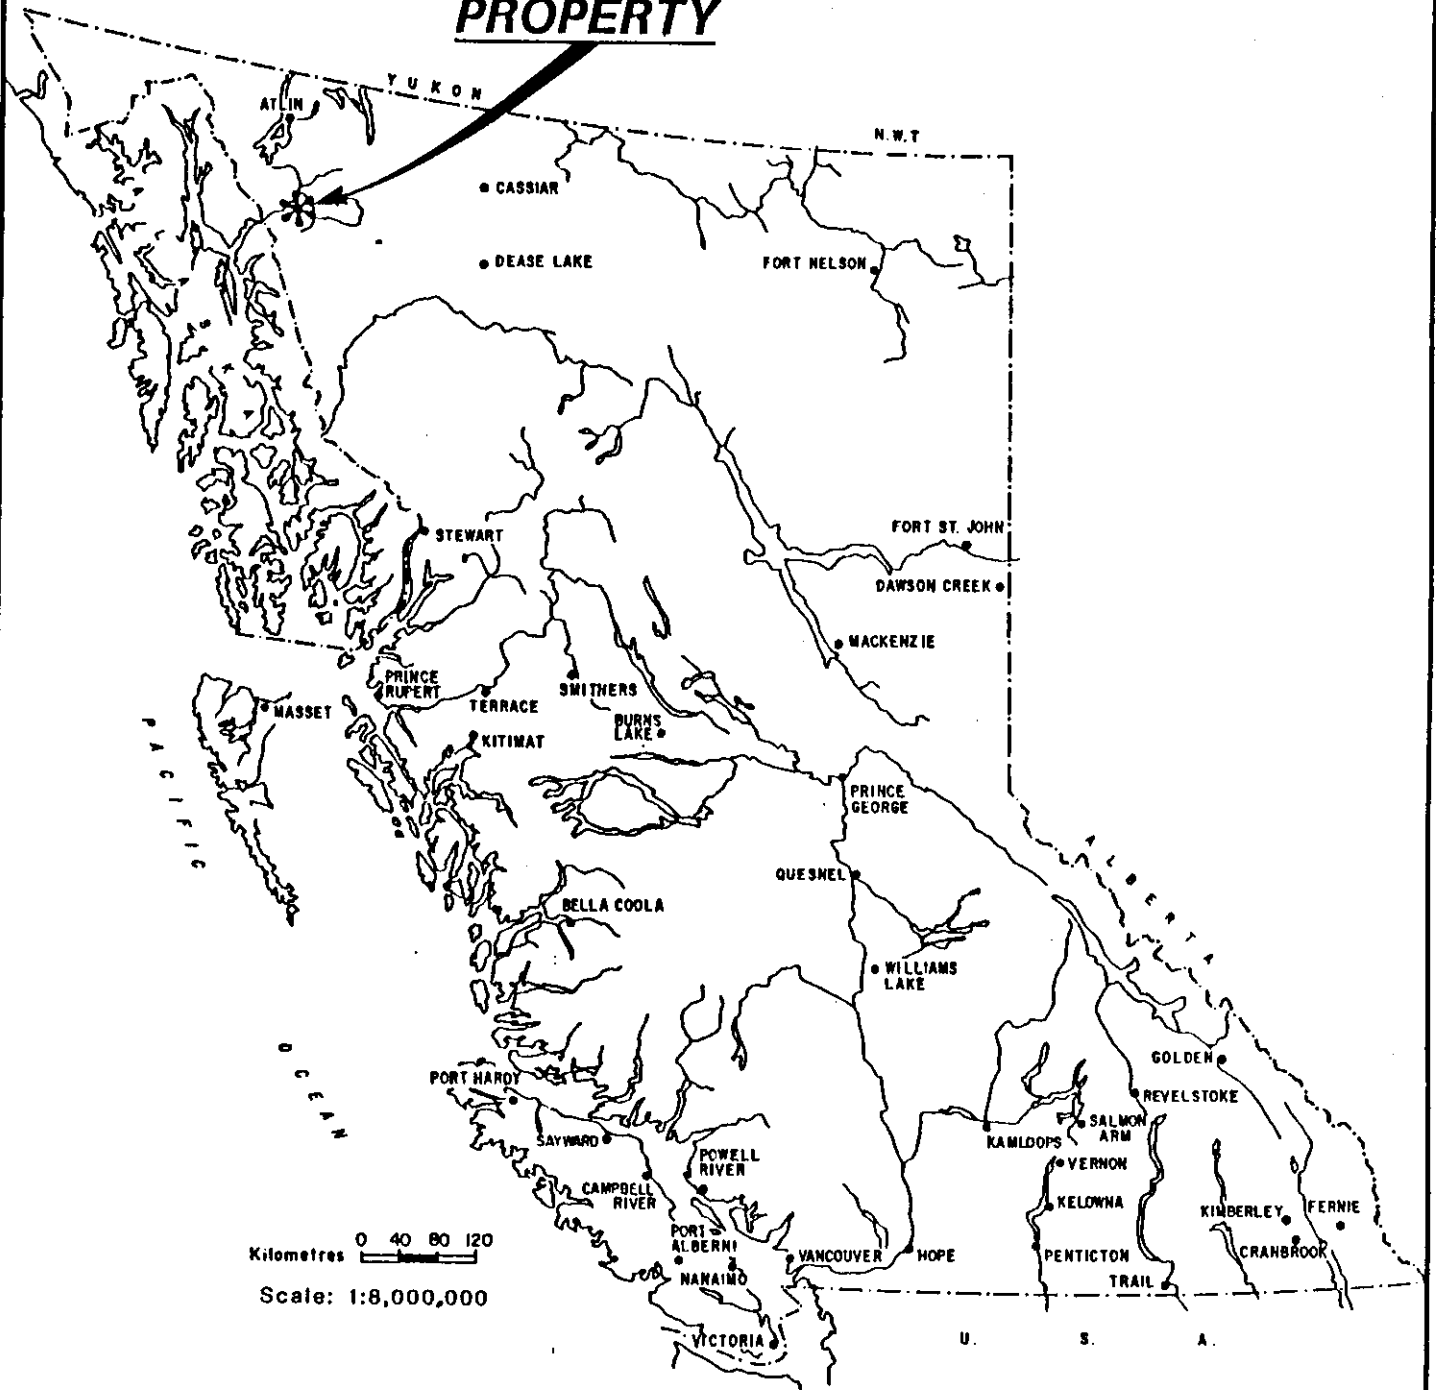 PROPERTY
YUKON
ATLIN
N.W.T
CASSIAR
DEASE LAKE
FORT NELSON
ALASKA
STEWART
FORT ST. JOHN
DAWSON CREEK
MACKENZIE
PRINCE
RUPERT
TERRACE
SMITHERS
MASSET
BURNS
LAKE
KITIMAT
PACIFIC
PRINCE
GEORGE
ALBERTA
QUESNEL
BELLA COOLA
WILLIAMS
LAKE
OCEAN
GOLDEN
PORT HARDY
REVELSTOKE
SAYWARD
KAMLOOPS
SALMON
ARM
POWELL
RIVER
VERNON
CAMPBELL
RIVER
KELOWNA
KIMBERLEY
FERNIE
PORT
ALBERNI
CRANBROOK
VANCOUVER
HOPE
PENTICTON
NANAIMO
TRAIL
Kilometres 0 40 80 120
Scale: 1:8,000,000
VICTORIA
U. S. A.